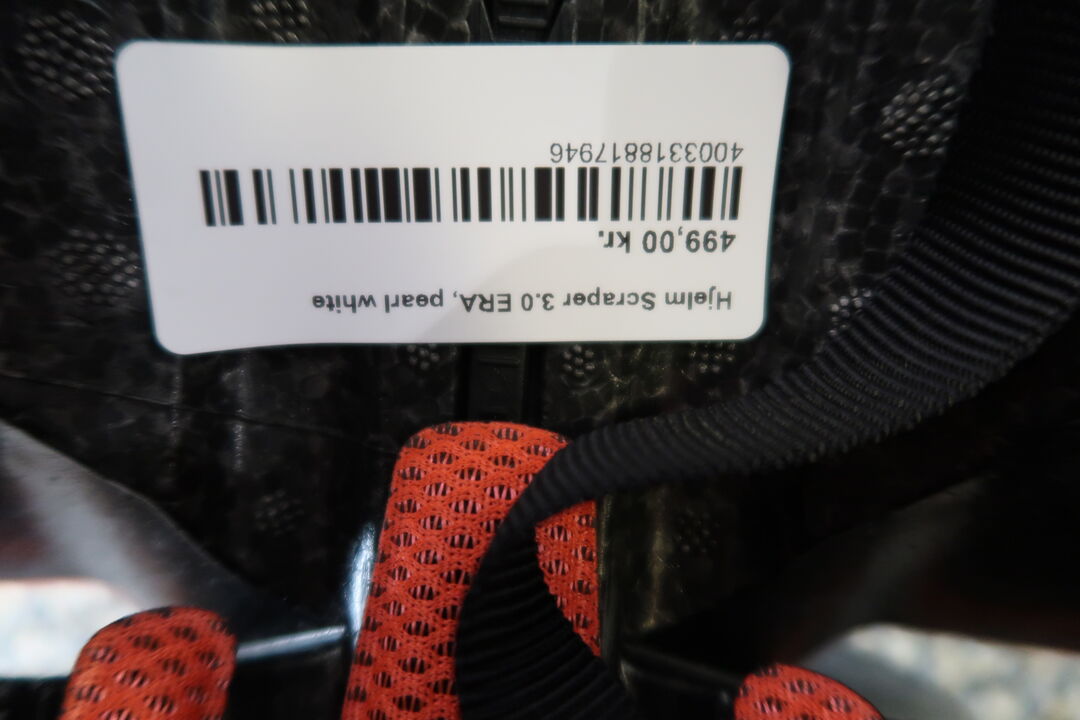 Hjelm Scraper 3.0 ERA, pearl white
499,00 kr.
4003318817946